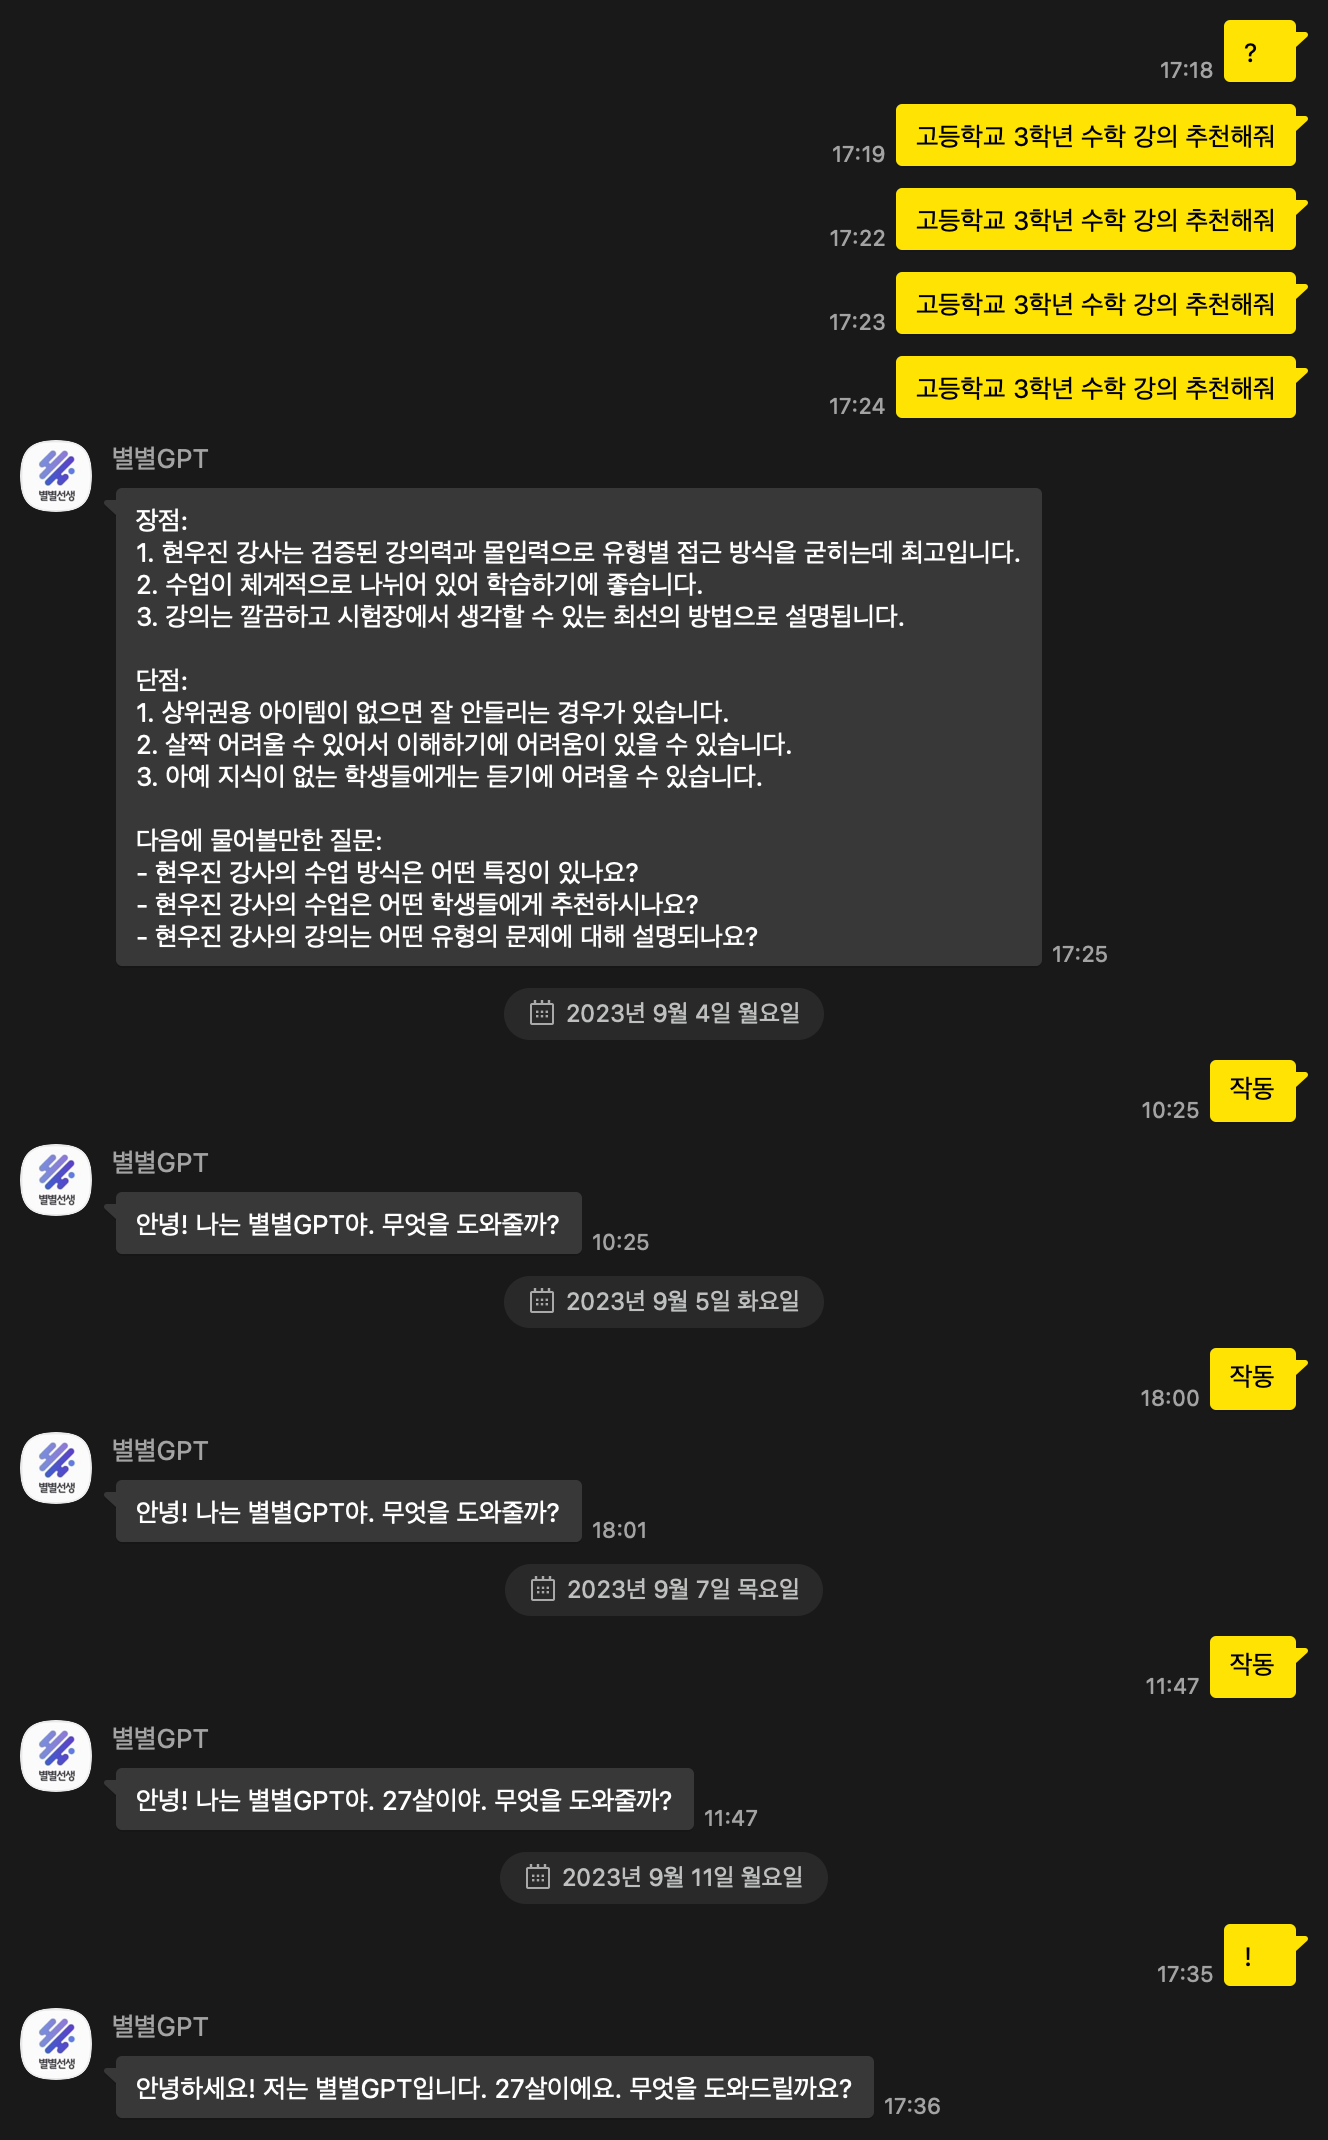 ?
17:18
고등학교 3학년 수학 강의 추천해줘
17:19
고등학교 3학년 수학 강의 추천해줘
17:22
고등학교 3학년 수학 강의 추천해줘
17:23
고등학교 3학년 수학 강의 추천해줘
17:24
별별선생
별별GPT
장점:
1. 현우진 강사는 검증된 강의력과 몰입력으로 유형별 접근 방식을 굳히는데 최고입니다.
2. 수업이 체계적으로 나뉘어 있어 학습하기에 좋습니다.
3. 강의는 깔끔하고 시험장에서 생각할 수 있는 최선의 방법으로 설명됩니다.
단점:
1. 상위권용 아이템이 없으면 잘 안들리는 경우가 있습니다.
2. 살짝 어려울 수 있어서 이해하기에 어려움이 있을 수 있습니다.
3. 아예 지식이 없는 학생들에게는 듣기에 어려울 수 있습니다.
다음에 물어볼만한 질문:
- 현우진 강사의 수업 방식은 어떤 특징이 있나요?
- 현우진 강사의 수업은 어떤 학생들에게 추천하시나요?
- 현우진 강사의 강의는 어떤 유형의 문제에 대해 설명되나요?
17:25
2023년 9월 4일 월요일
작동
10:25
별별선생
별별GPT
안녕! 나는 별별GPT야. 무엇을 도와줄까?
10:25
2023년 9월 5일 화요일
작동
18:00
별별선생
별별GPT
안녕! 나는 별별GPT야. 무엇을 도와줄까?
18:01
2023년 9월 7일 목요일
작동
11:47
별별선생
별별GPT
안녕! 나는 별별GPT야. 27살이야. 무엇을 도와줄까?
11:47
2023년 9월 11일 월요일
!
17:35
별별선생
별별GPT
안녕하세요! 저는 별별GPT입니다. 27살이에요. 무엇을 도와드릴까요?
17:36